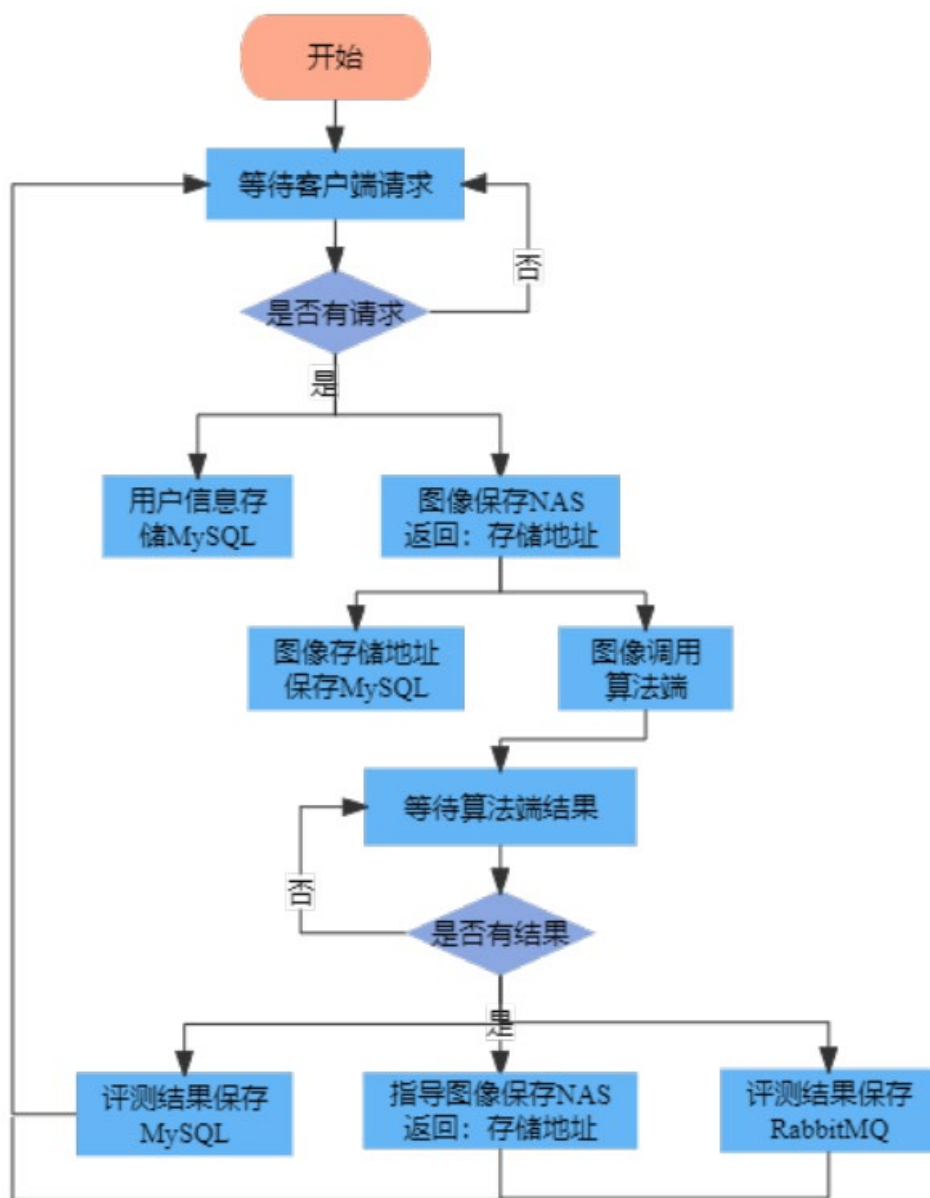 开始
等待客户端请求
否
是否有请求
是
用户信息存
储MySQL
图像保存NAS
返回：存储地址
图像存储地址
保存MySQL
图像调用
算法端
等待算法端结果
否
是否有结果
是
评测结果保存
MySQL
指导图像保存NAS
返回：存储地址
评测结果保存
RabbitMQ